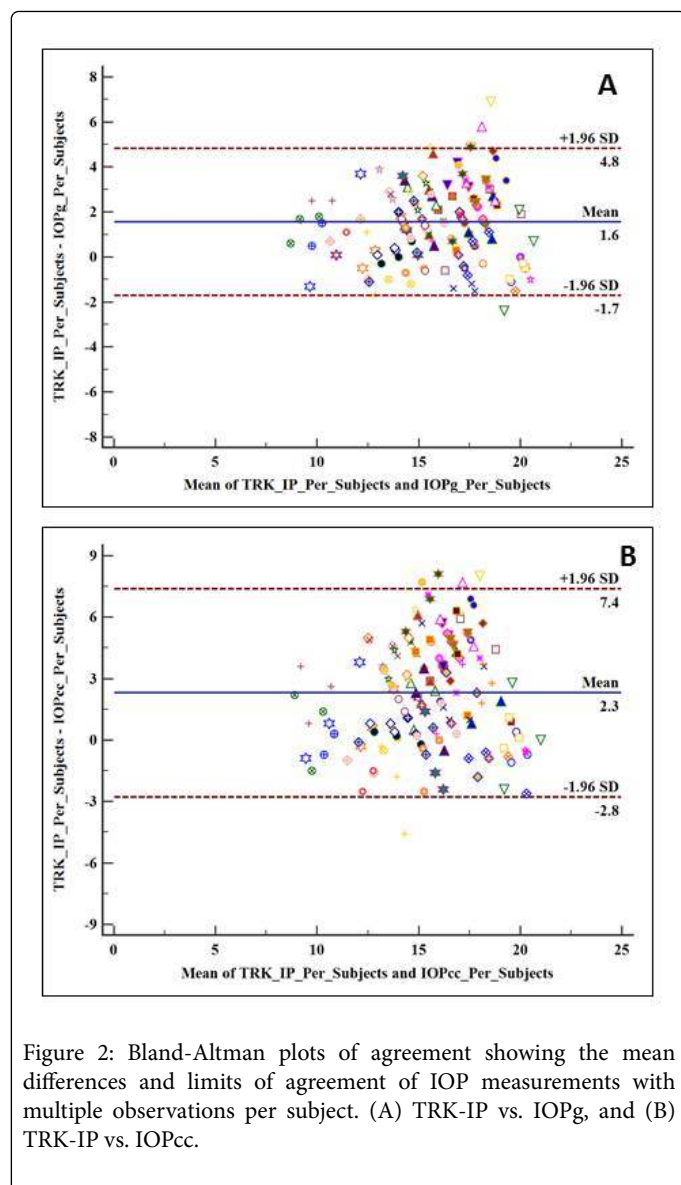 A
8
6
4
2
0
-2
-4
-6
-8
TRK_IP_Per_Subjects - IOPg_Per_Subjects
+1.96 SD
4.8
Mean
1.6
-1.96 SD
-1.7
0 5 10 15 20 25
Mean of TRK_IP_Per_Subjects and IOPg_Per_Subjects
B
9
6
3
0
-3
-6
-9
TRK_IP_Per_Subjects - IOPcc_Per_Subjects
+1.96 SD
7.4
Mean
2.3
-1.96 SD
-2.8
0 5 10 15 20 25
Mean of TRK_IP_Per_Subjects and IOPcc_Per_Subjects
Figure 2: Bland-Altman plots of agreement showing the mean
differences and limits of agreement of IOP measurements with
multiple observations per subject. (A) TRK-IP vs. IOPg, and (B)
TRK-IP vs. IOPcc.